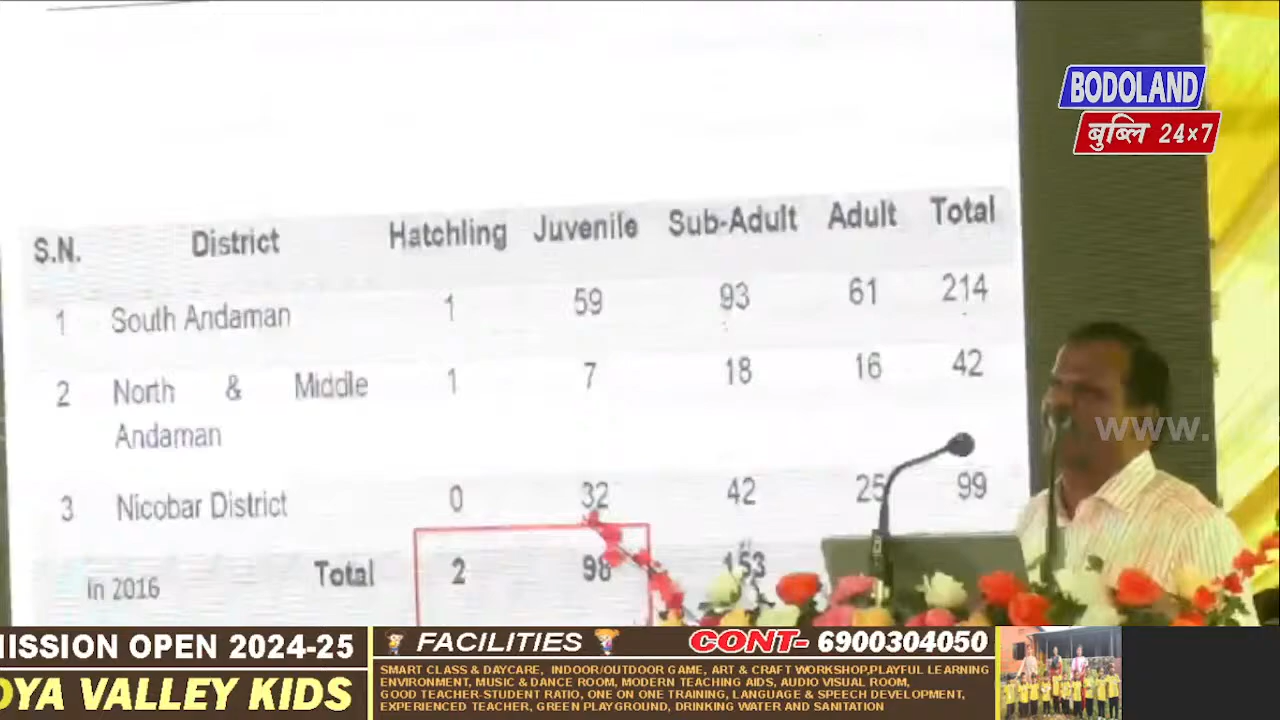 BODOLAND
बुब्लि 24×7
S.N. District Hatchling Juvenile Sub-Adult Adult Total
1 South Andaman 1 59 93 61 214
2 North & Middle Andaman 1 7 18 16 42
3 Nicobar District 0 32 42 25 99
In 2016 Total 2 98 153
www.
MISSION OPEN 2024-25
DYA VALLEY KIDS
FACILITIES
CONT- 6900304050
SMART CLASS & DAYCARE, INDOOR/OUTDOOR GAME, ART & CRAFT WORKSHOP,PLAYFUL LEARNING
ENVIRONMENT, MUSIC & DANCE ROOM, MODERN TEACHING AIDS, AUDIO VISUAL ROOM,
GOOD TEACHER-STUDENT RATIO, ONE ON ONE TRAINING, LANGUAGE & SPEECH DEVELOPMENT,
EXPERIENCED TEACHER, GREEN PLAYGROUND, DRINKING WATER AND SANITATION